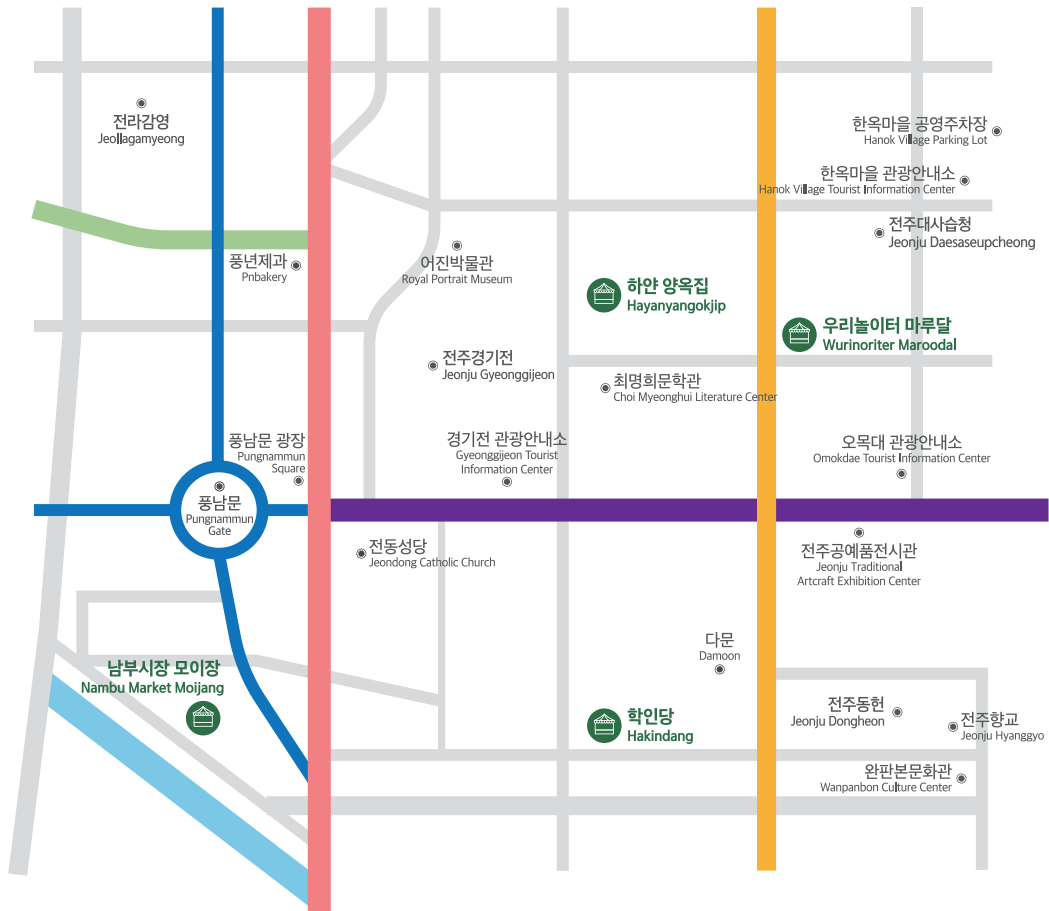 전라감영
Jeollagamyeong
한옥마을 공영주차장
Hanok Village Parking Lot
한옥마을 관광안내소
Hanok Village Tourist Information Center
전주대사습청
Jeonju Daesaseupcheong
풍년제과
Pnbakery
어진박물관
Royal Portrait Museum
하얀 양옥집
Hayanyangokjip
우리놀이터 마루달
Wurinoriter Maroodal
전주경기전
Jeonju Gyeonggijeon
최명희문학관
Choi Myeonghui Literature Center
풍남문 광장
Pungnammun
Square
경기전 관광안내소
Gyeonggijeon Tourist
Information Center
오목대 관광안내소
Omokdae Tourist Information Center
풍남문
Pungnammun
Gate
전동성당
Jeondong Catholic Church
전주공예품전시관
Jeonju Traditional
Artcraft Exhibition Center
다문
Damoon
남부시장 모이장
Nambu Market Moijang
학인당
Hakindang
전주동헌
Jeonju Dongheon
전주향교
Jeonju Hyanggyo
완판본문화관
Wanpanbon Culture Center